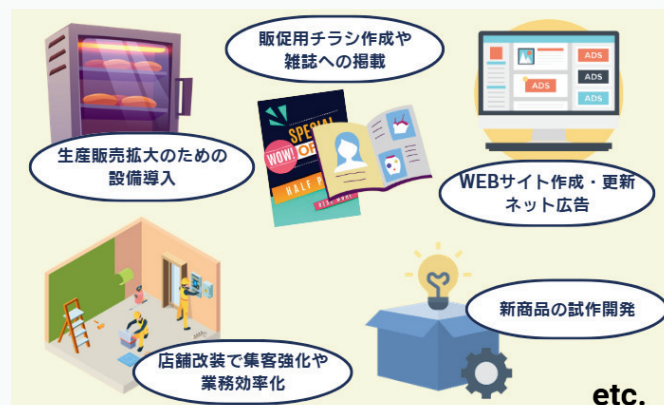 販促用チラシ作成や
雑誌への掲載
生産販売拡大のための
設備導入
SPECIAL
WOW!
HALF P
READ MORE
ADS
ADS
ADS
ADS
WEBサイト作成・更新
ネット広告
店舗改装で集客強化や
業務効率化
新商品の試作開発
etc.